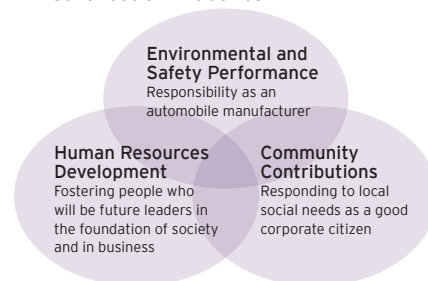 Environmental and
Safety Performance
Responsibility as an
automobile manufacturer
Human Resources
Development
Fostering people who
will be future leaders in
the foundation of society
and in business
Community
Contributions
Responding to local
social needs as a good
corporate citizen